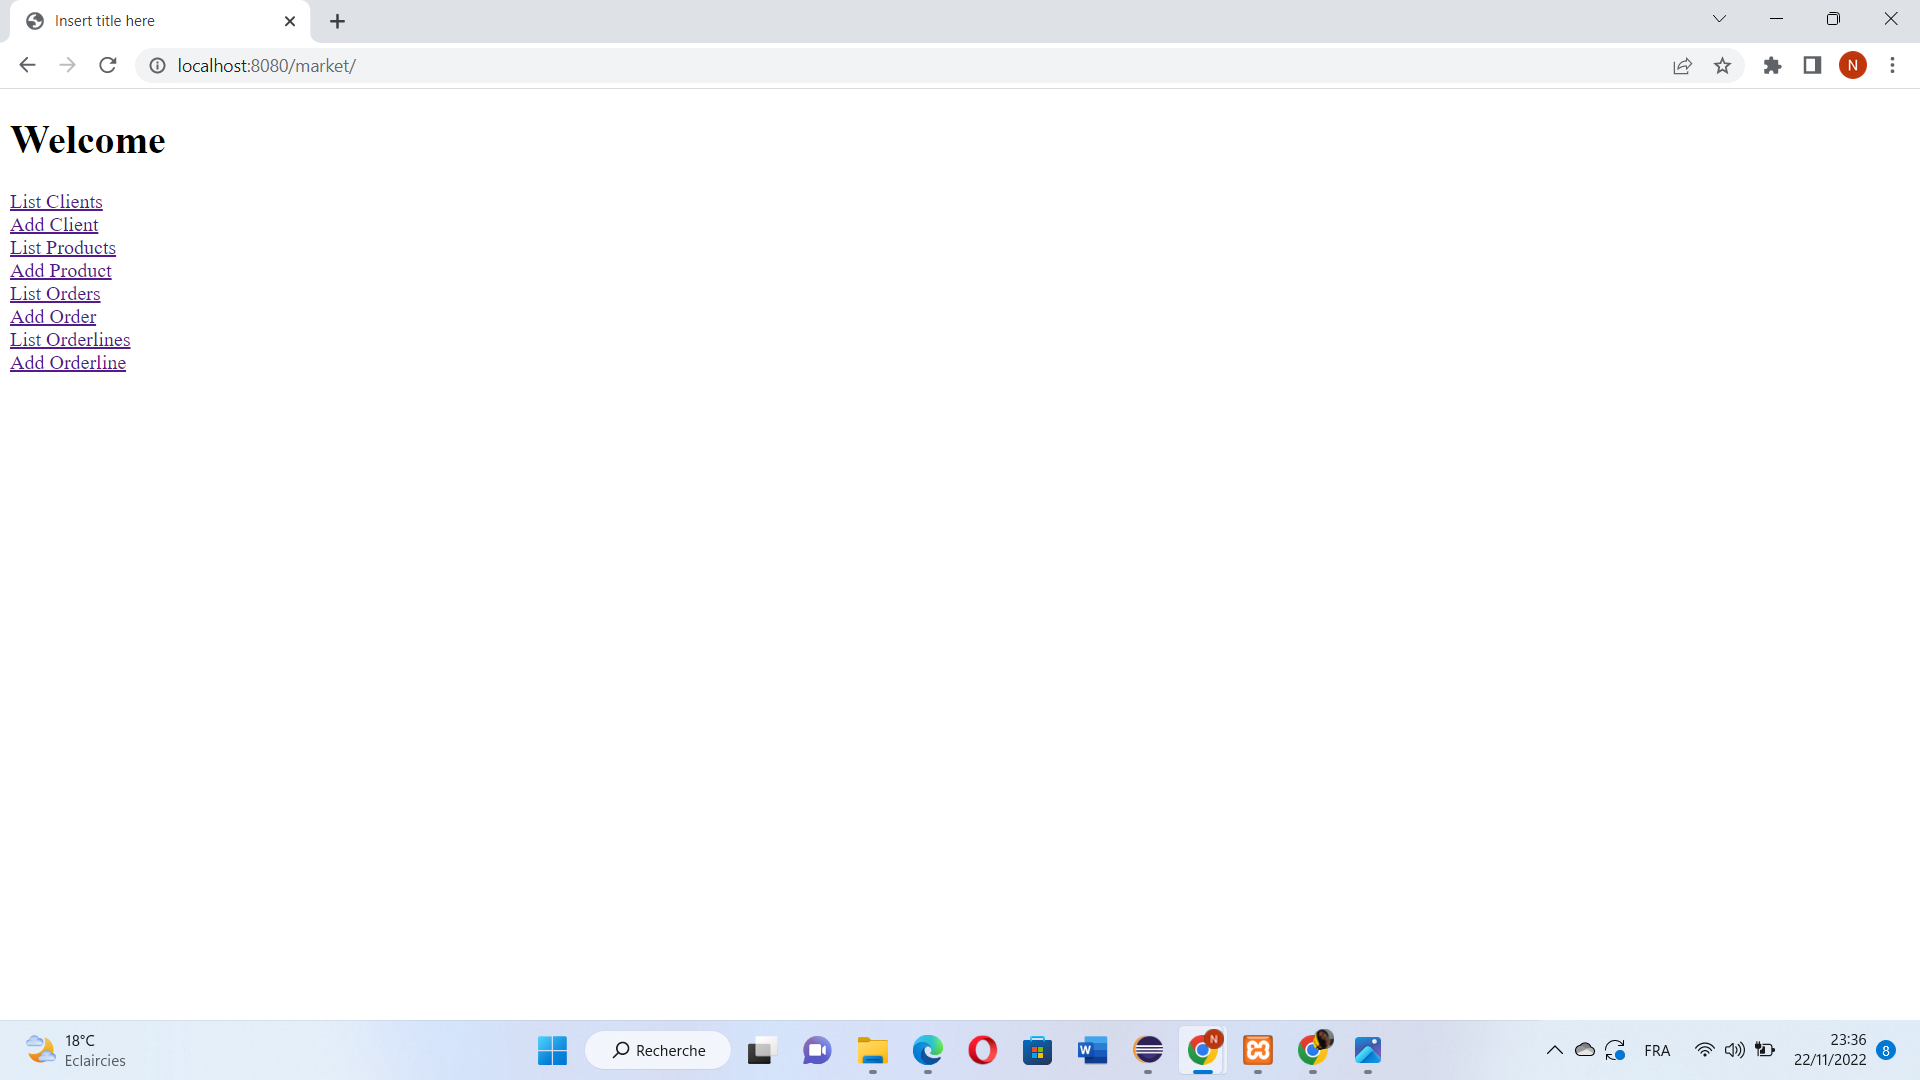 Insert title here
localhost:8080/market/
N
Welcome
List Clients
Add Client
List Products
Add Product
List Orders
Add Order
List Orderlines
Add Orderline
18°C
Eclaircies
Recherche
W
N
FRA
23:36
22/11/2022
8